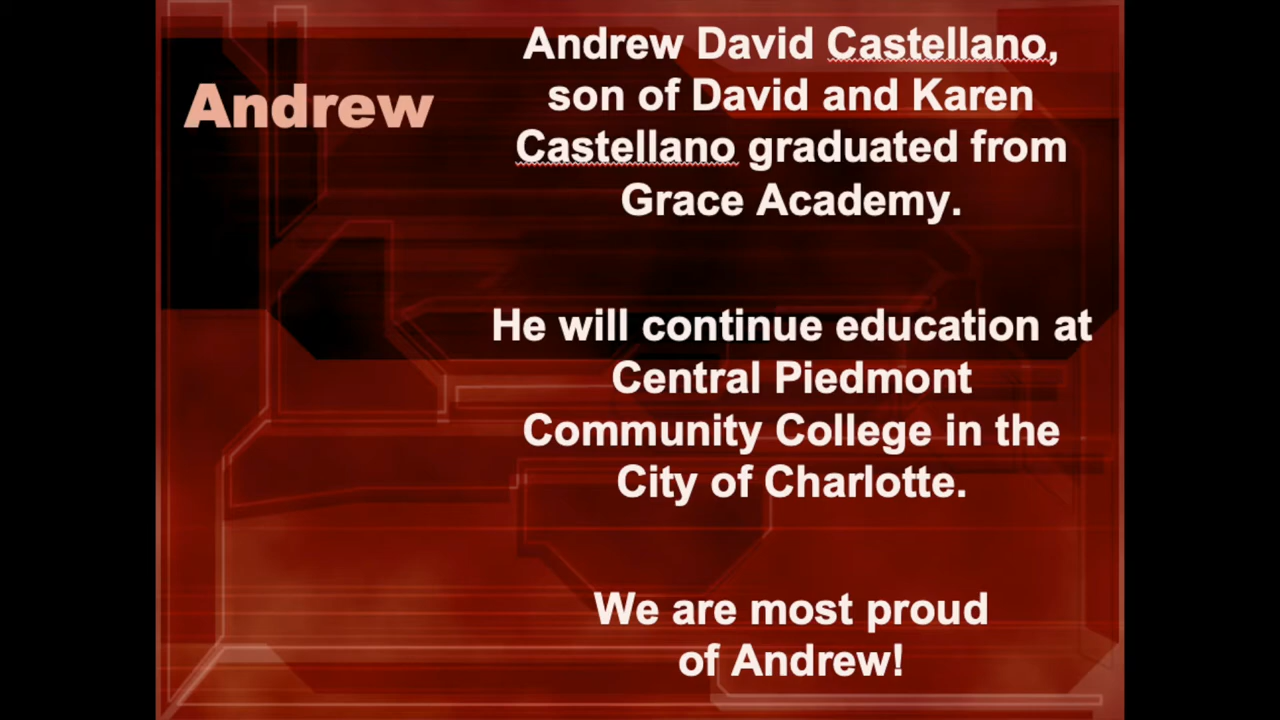 Andrew
Andrew David Castellano,
son of David and Karen
Castellano graduated from
Grace Academy.
He will continue education at
Central Piedmont
Community College in the
City of Charlotte.
We are most proud
of Andrew!